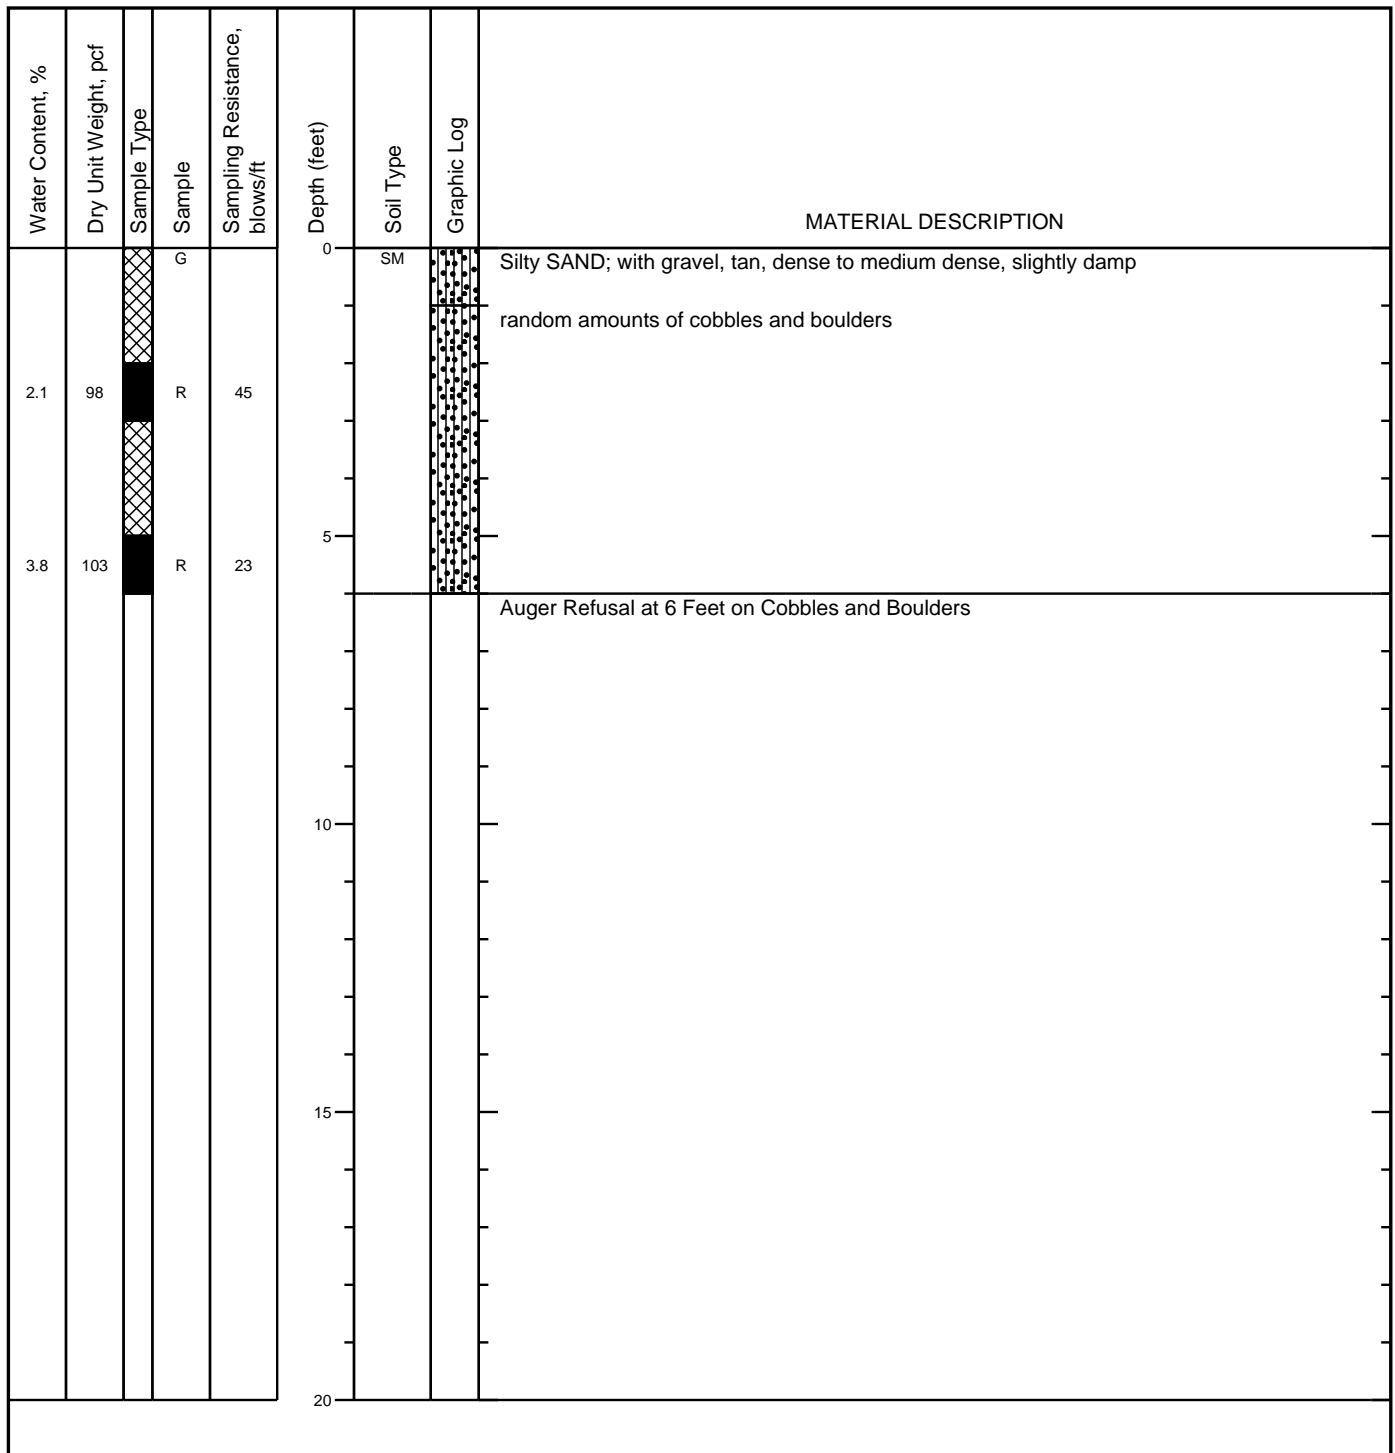 Water Content, %
Dry Unit Weight, pcf
Sample Type
Sample
Sampling Resistance,
blows/ft
Depth (feet)
Soil Type
Graphic Log
MATERIAL DESCRIPTION
0
G
SM
Silty SAND; with gravel, tan, dense to medium dense, slightly damp
random amounts of cobbles and boulders
2.1
98
R
45
5
3.8
103
R
23
Auger Refusal at 6 Feet on Cobbles and Boulders
10
15
20